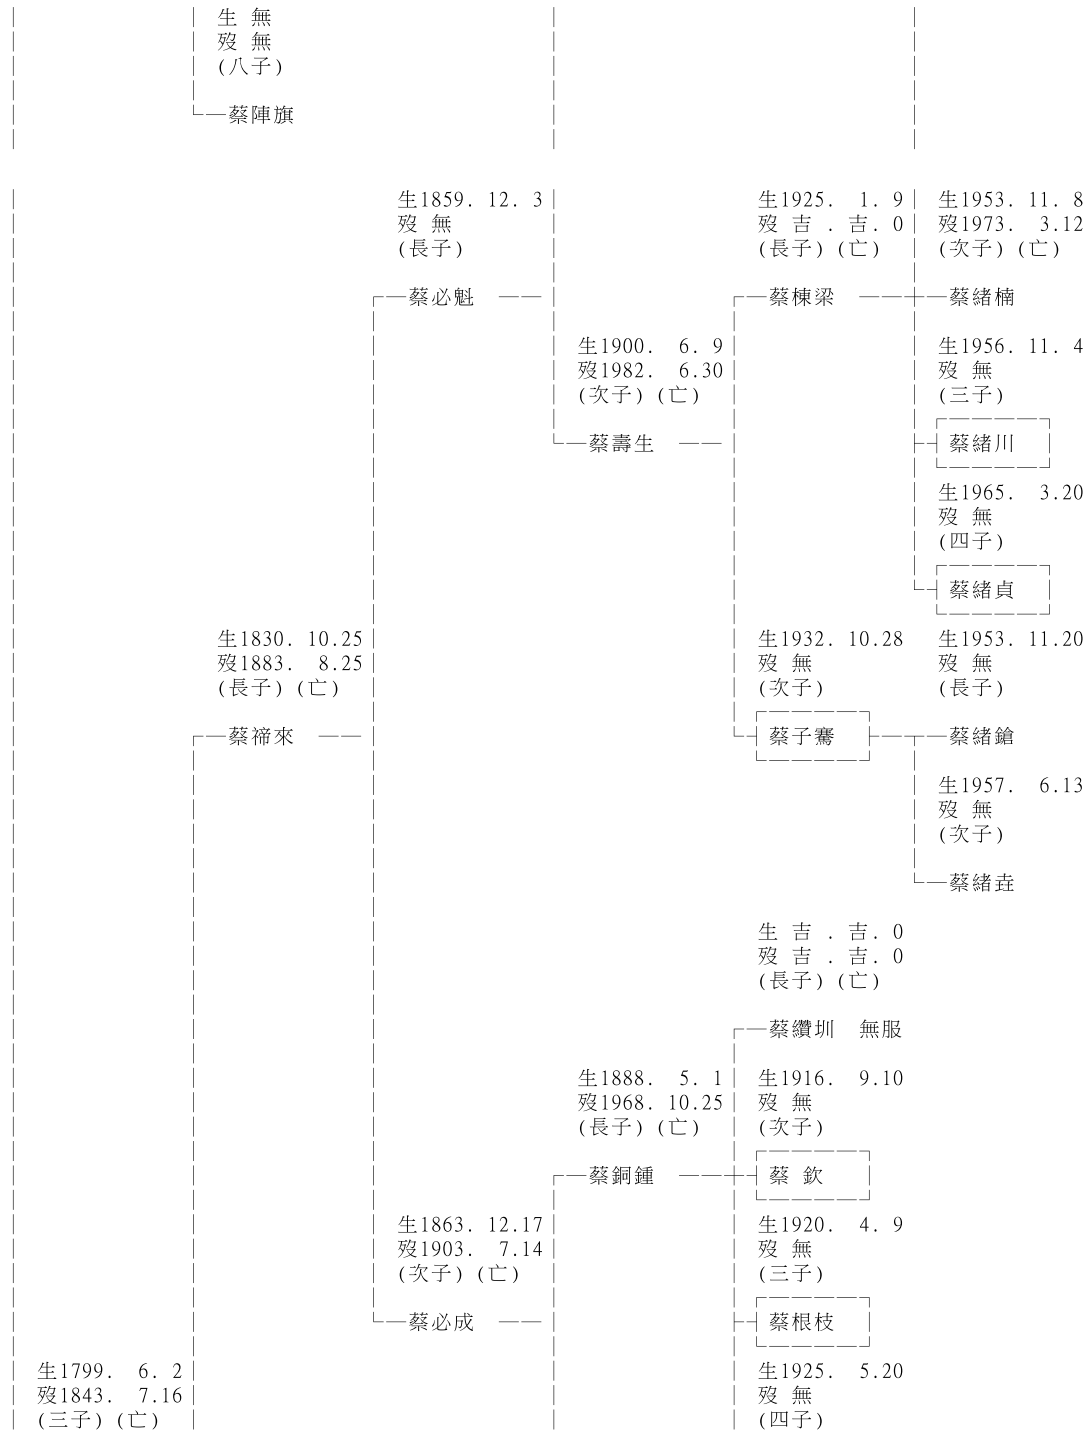 生 無
歿 無
(八子)
蔡陣旗
生1859. 12. 3
歿 無
(長子)
生1925. 1. 9
歿 吉 . 吉. 0
(長子)(亡)
生1953. 11. 8
歿1973. 3.12
(次子)(亡)
蔡必魁
蔡棟梁
蔡緒楠
生1900. 6. 9
歿1982. 6.30
(次子)(亡)
生1956. 11. 4
歿 無
(三子)
蔡壽生
蔡緒川
生1965. 3.20
歿 無
(四子)
蔡緒貞
生1830. 10.25
歿1883. 8.25
(長子)(亡)
生1932. 10.28
歿 無
(次子)
生1953. 11.20
歿 無
(長子)
蔡褅來
蔡子騫
蔡緒鎗
生1957. 6.13
歿 無
(次子)
蔡緒垚
生 吉 . 吉. 0
歿 吉 . 吉. 0
(長子)(亡)
蔡纘圳 無服
生1888. 5. 1
歿1968. 10.25
(長子)(亡)
生1916. 9.10
歿 無
(次子)
蔡銅鍾
蔡 欽
生1863. 12.17
歿1903. 7.14
(次子)(亡)
生1920. 4. 9
歿 無
(三子)
蔡必成
蔡根枝
生1799. 6. 2
歿1843. 7.16
(三子)(亡)
生1925. 5.20
歿 無
(四子)